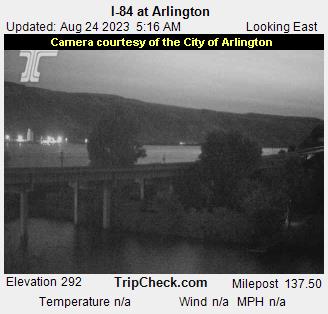 I-84 at Arlington
Updated: Aug 24 2023 5:16 AM Looking East
Camera courtesy of the City of Arlington
Elevation 292 TripCheck.com Milepost 137.50
Temperature n/a Wind n/a MPH n/a